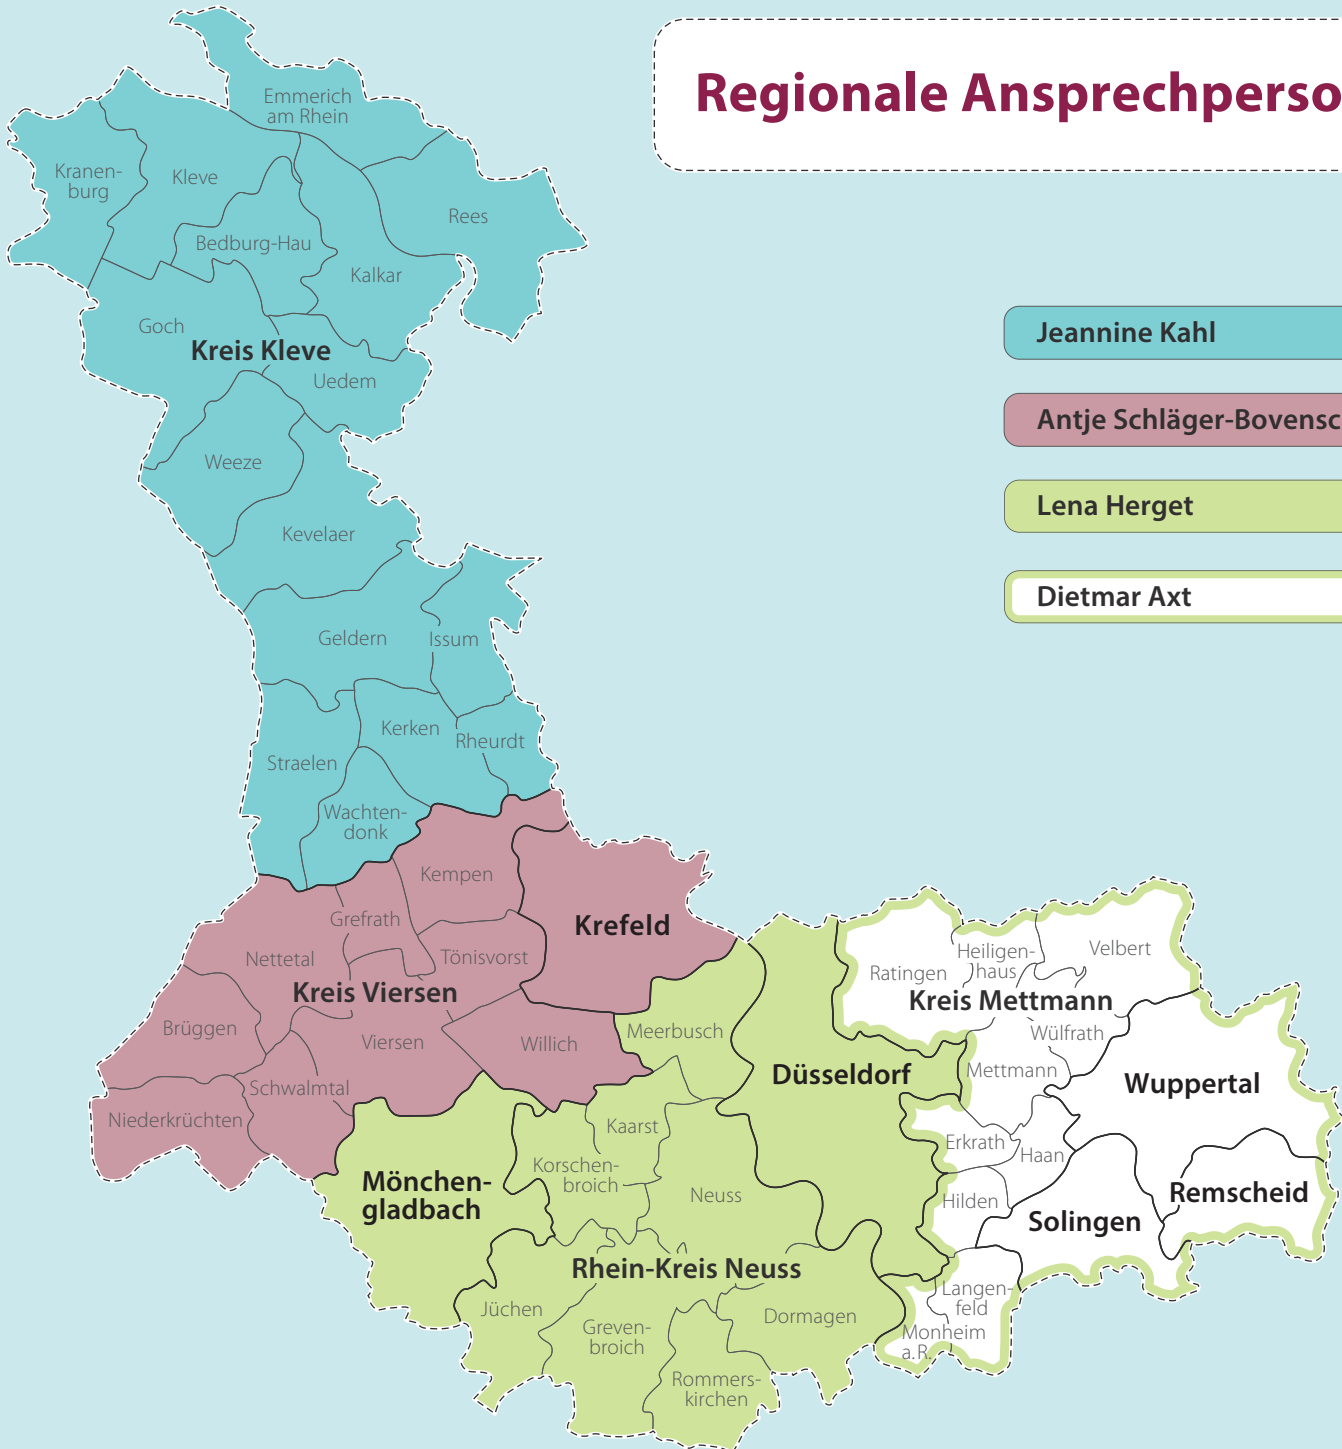 Regionale Ansprechperso
Emmerich
am Rhein
Kranen-
burg
Kleve
Rees
Bedburg-Hau
Kalkar
Goch
Kreis Kleve
Uedem
Weeze
Kevelaer
Geldern
Issum
Kerken
Rheurdt
Straelen
Wachten-
donk
Jeannine Kahl
Antje Schläger-Bovensc
Lena Herget
Dietmar Axt
Kempen
Grefrath
Krefeld
Nettetal
Tönisvorst
Kreis Viersen
Brüggen
Viersen
Willich
Schwalmtal
Niederkrüchten
Meerbusch
Düsseldorf
Kaarst
Korschen-
broich
Mönchen-
gladbach
Neuss
Rhein-Kreis Neuss
Jüchen
Greven-
broich
Dormagen
Rommers-
kirchen
Ratingen
Heiligen-
haus
Velbert
Kreis Mettmann
Wülfrath
Mettmann
Wuppertal
Erkrath
Haan
Hilden
Solingen
Remscheid
Langen-
feld
Monheim
a.R.